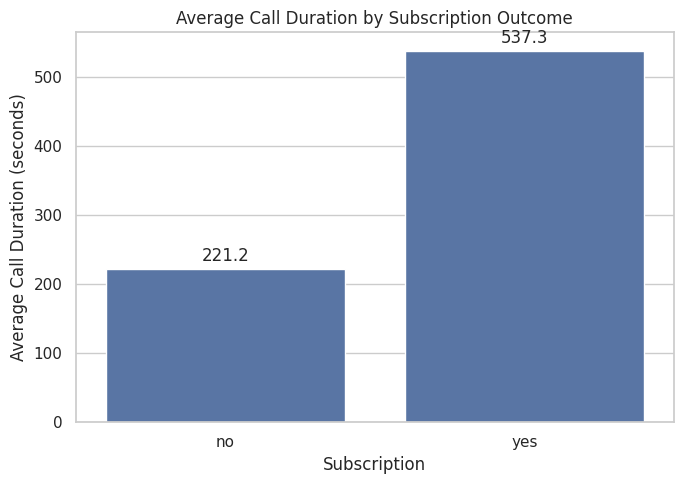 Average Call Duration by Subscription Outcome
537.3
221.2
500
400
300
200
100
0
Average Call Duration (seconds)
no
yes
Subscription